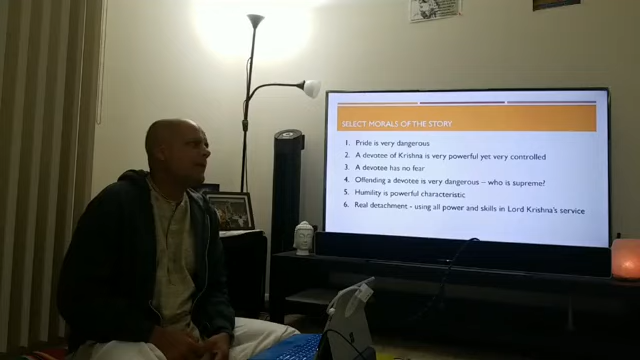 SELECT MORALS OF THE STORY
1. Pride is very dangerous
2. A devotee of Krishna is very powerful yet very controlled
3. A devotee has no fear
4. Offending a devotee is very dangerous – who is supreme?
5. Humility is powerful characteristic
6. Real detachment - using all power and skills in Lord Krishna's service